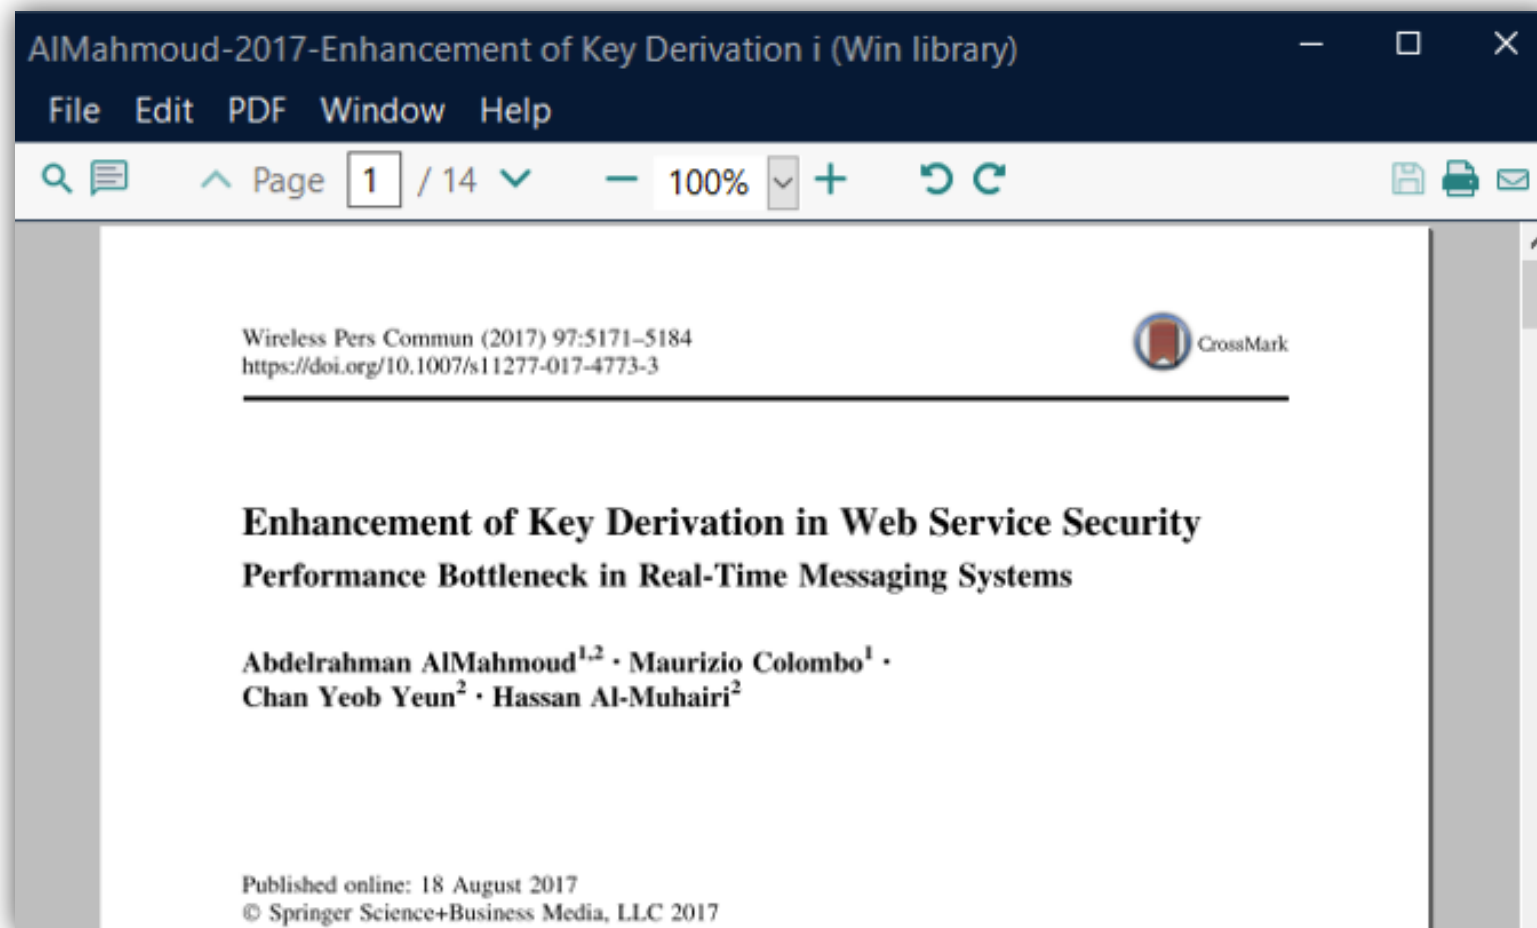 AlMahmoud-2017-Enhancement of Key Derivation i (Win library)
File Edit PDF Window Help
Page 1 / 14 100%
Wireless Pers Commun (2017) 97:5171–5184
https://doi.org/10.1007/s11277-017-4773-3
CrossMark
Enhancement of Key Derivation in Web Service Security
Performance Bottleneck in Real-Time Messaging Systems
Abdelrahman AlMahmoud1,2 · Maurizio Colombo1 ·
Chan Yeob Yeun2 · Hassan Al-Muhairi2
Published online: 18 August 2017
© Springer Science+Business Media, LLC 2017